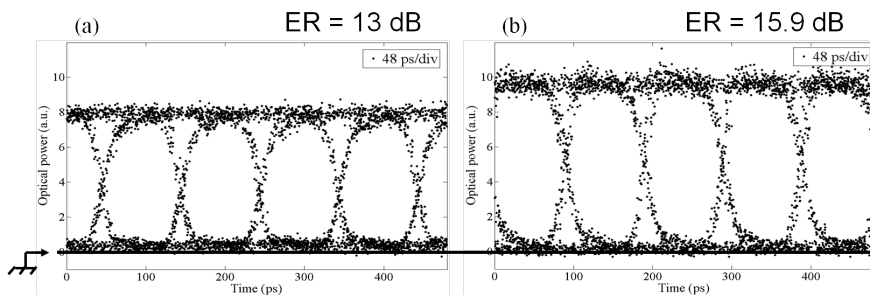 (a) ER = 13 dB
48 ps/div
10
8
6
4
2
0
Optical power (a.u.)
0 100 200 300 400
Time (ps)
(b) ER = 15.9 dB
48 ps/div
10
8
6
4
2
0
Optical power (a.u.)
0 100 200 300 400
Time (ps)